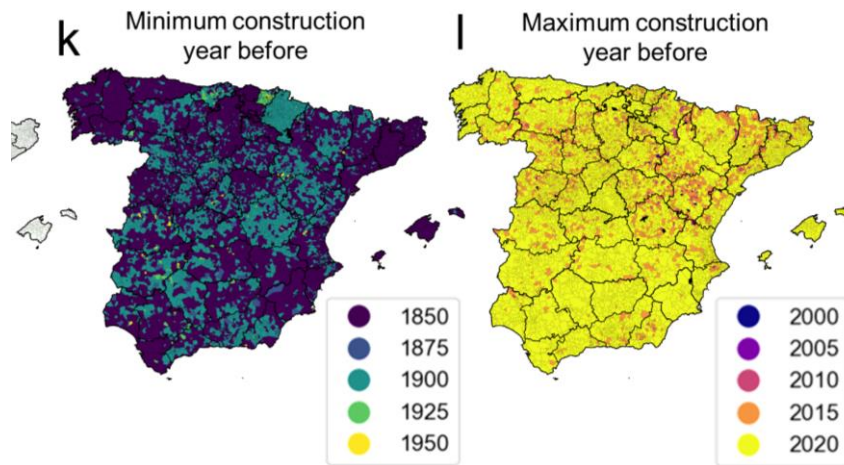 k
Minimum construction
year before
1850
1875
1900
1925
1950
l
Maximum construction
year before
2000
2005
2010
2015
2020